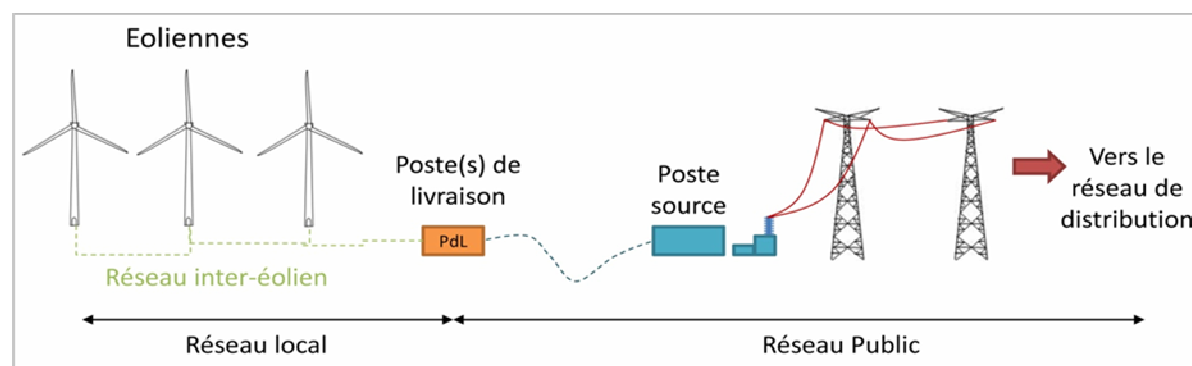 Eoliennes
Poste(s) de
livraison
PdL
Poste
source
Vers le
réseau de
distribution
Réseau inter-éolien
Réseau local
Réseau Public